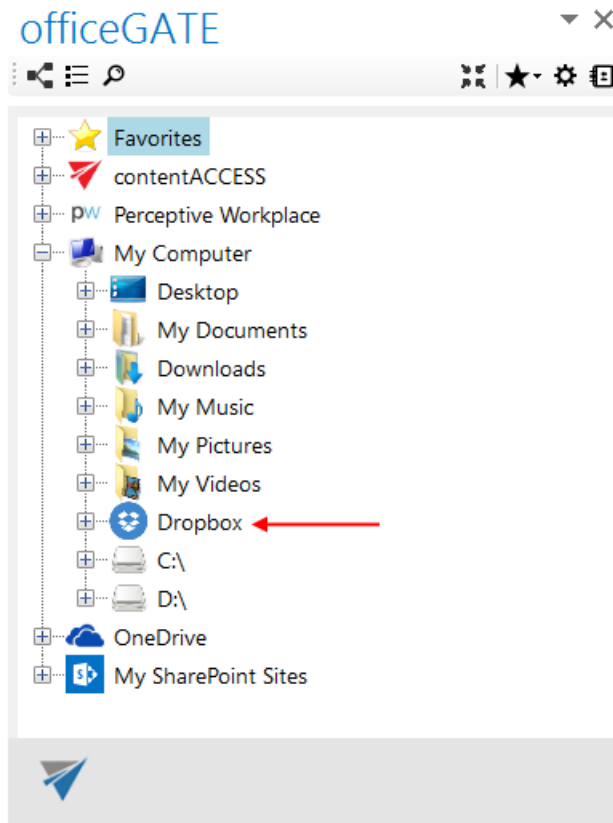 officeGATE
Favorites
contentACCESS
pw Perceptive Workplace
My Computer
Desktop
My Documents
Downloads
My Music
My Pictures
My Videos
Dropbox
C:\
D:\
OneDrive
S My SharePoint Sites